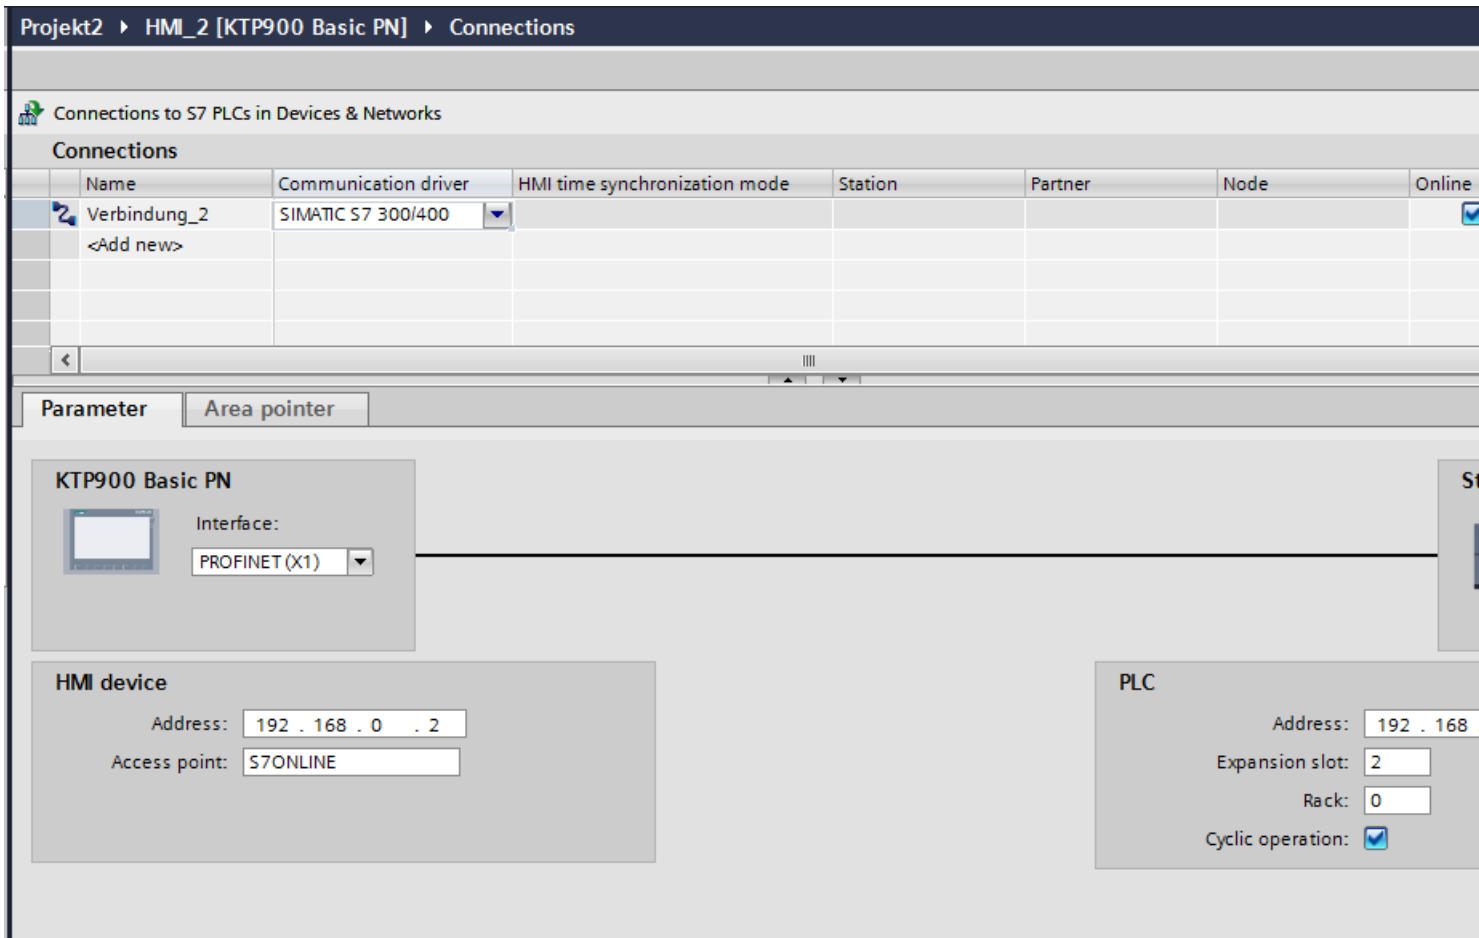 Projekt2 ▸ HMI_2 [KTP900 Basic PN] ▸ Connections
Connections to S7 PLCs in Devices & Networks
Connections
Name Communication driver HMI time synchronization mode Station Partner Node Online
Verbindung_2 SIMATIC S7 300/400
<Add new>
Parameter Area pointer
KTP900 Basic PN
Interface:
PROFINET (X1)
St
HMI device
Address: 192 . 168 . 0 . 2
Access point: S7ONLINE
PLC
Address: 192 . 168
Expansion slot: 2
Rack: 0
Cyclic operation: